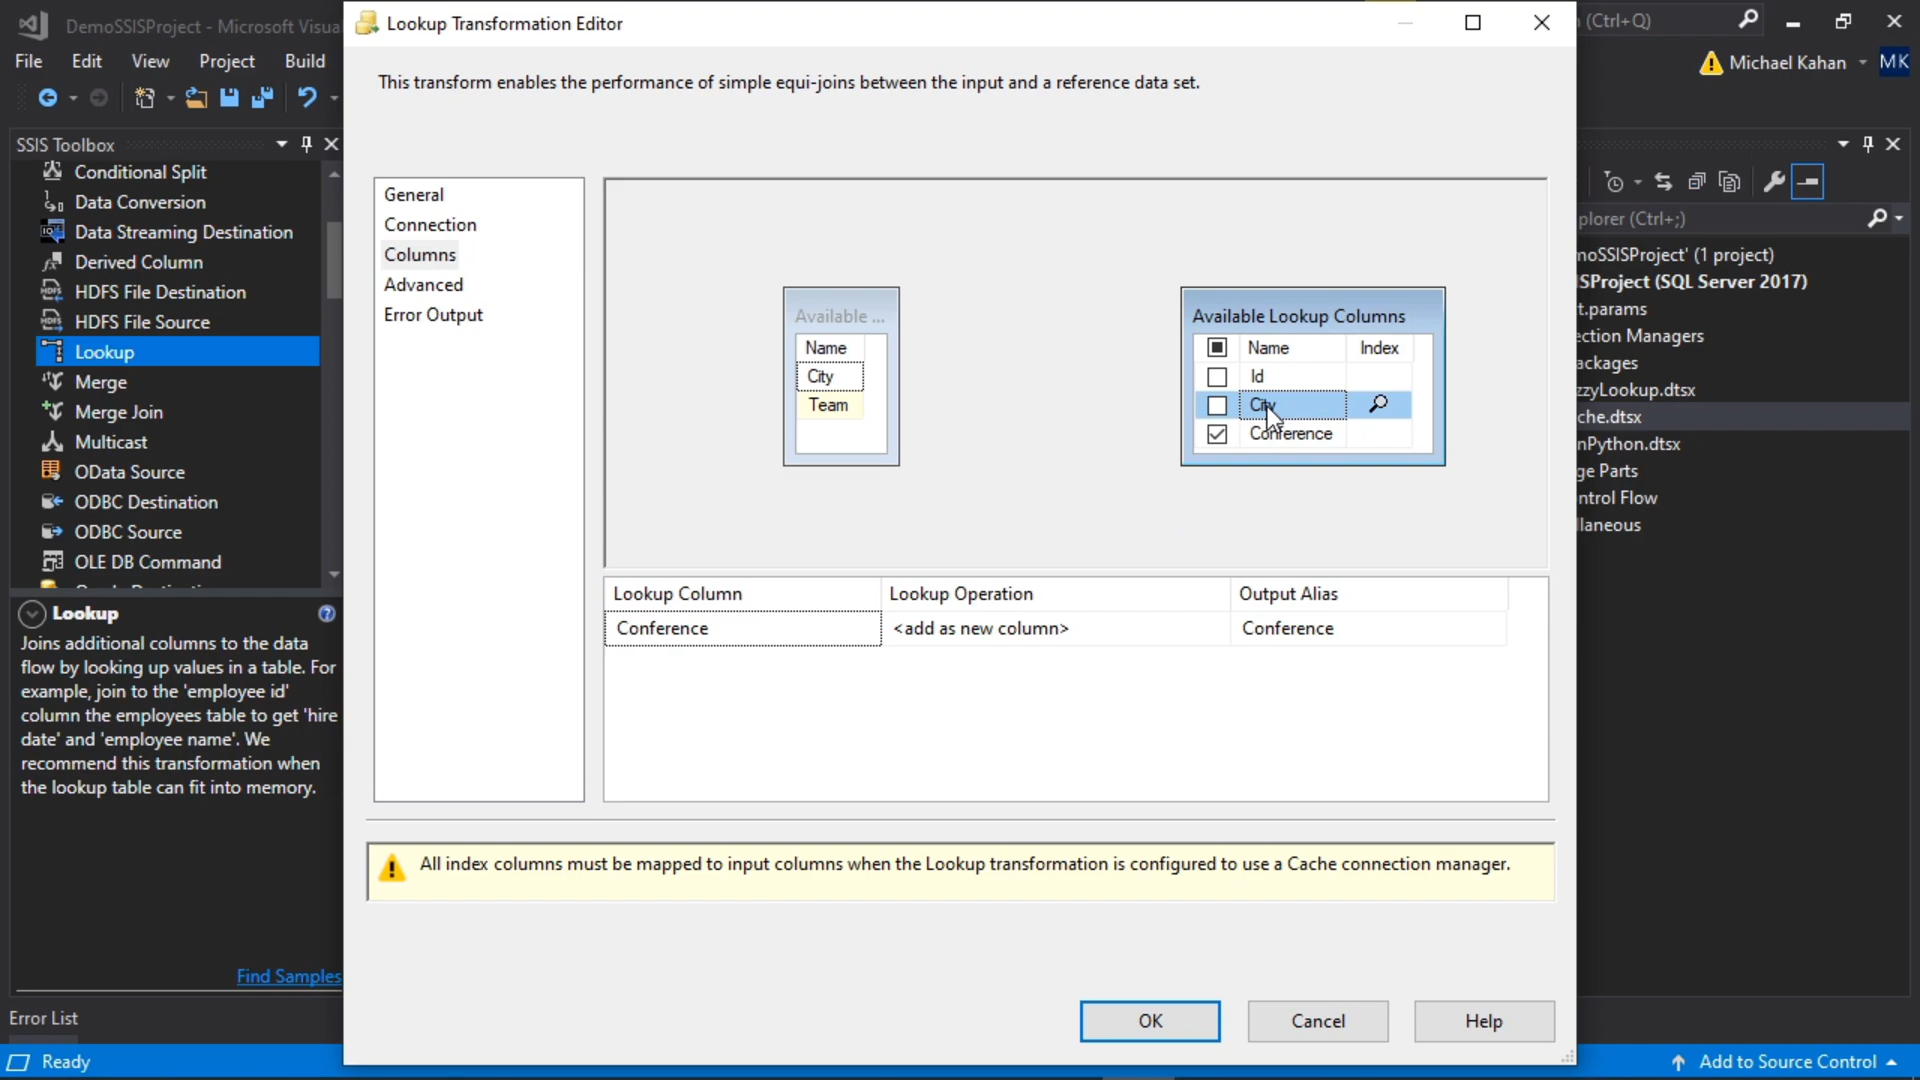 DemoSSISProject - Microsoft Visua
Lookup Transformation Editor
(Ctrl+Q)
File Edit View Project Build
Michael Kahan MK
This transform enables the performance of simple equi-joins between the input and a reference data set.
SSIS Toolbox
Conditional Split
Data Conversion
Data Streaming Destination
Derived Column
HDFS File Destination
HDFS File Source
Lookup
Merge
Merge Join
Multicast
OData Source
ODBC Destination
ODBC Source
OLE DB Command
Lookup
Joins additional columns to the data
flow by looking up values in a table. For
example, join to the 'employee id'
column the employees table to get 'hire
date' and 'employee name'. We
recommend this transformation when
the lookup table can fit into memory.
Find Samples
Error List
Ready
General
Connection
Columns
Advanced
Error Output
Available ...
Name
City
Team
Available Lookup Columns
Name Index
Id
City
Conference
Lookup Column Lookup Operation Output Alias
Conference <add as new column> Conference
All index columns must be mapped to input columns when the Lookup transformation is configured to use a Cache connection manager.
OK Cancel Help
plorer (Ctrl+;)
moSSISProject' (1 project)
SProject (SQL Server 2017)
t.params
ection Managers
ackages
zzyLookup.dtsx
che.dtsx
nPython.dtsx
ge Parts
ntrol Flow
llaneous
Add to Source Control